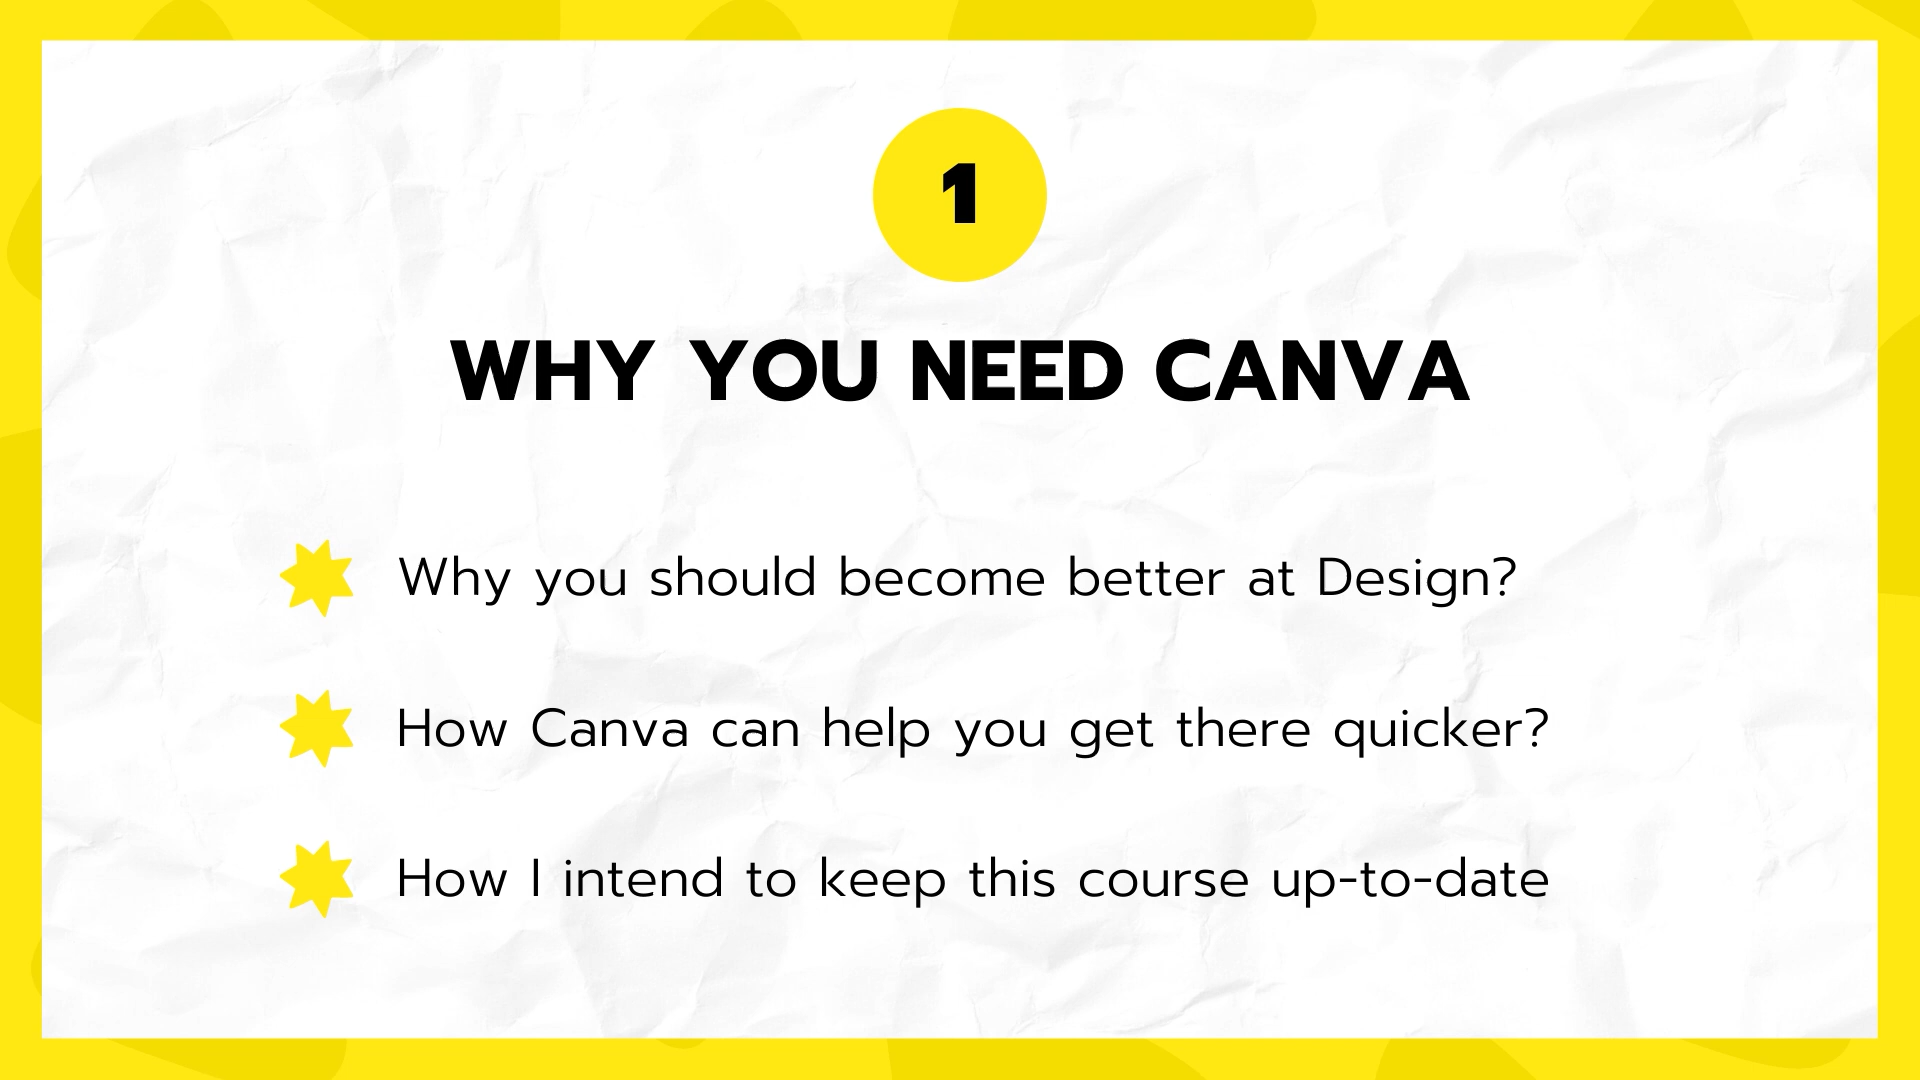 1
WHY YOU NEED CANVA
Why you should become better at Design?
How Canva can help you get there quicker?
How I intend to keep this course up-to-date